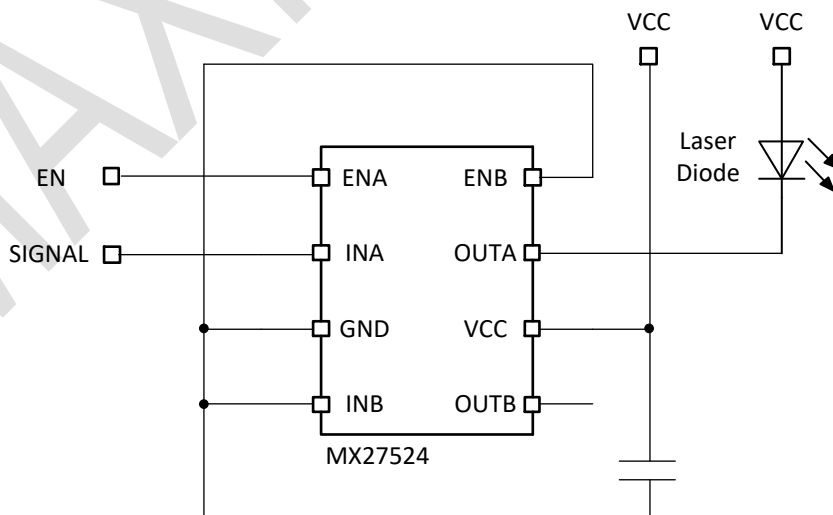 VCC VCC
Laser
Diode
EN ENA ENB
SIGNAL INA OUTA
GND VCC
INB OUTB
MX27524